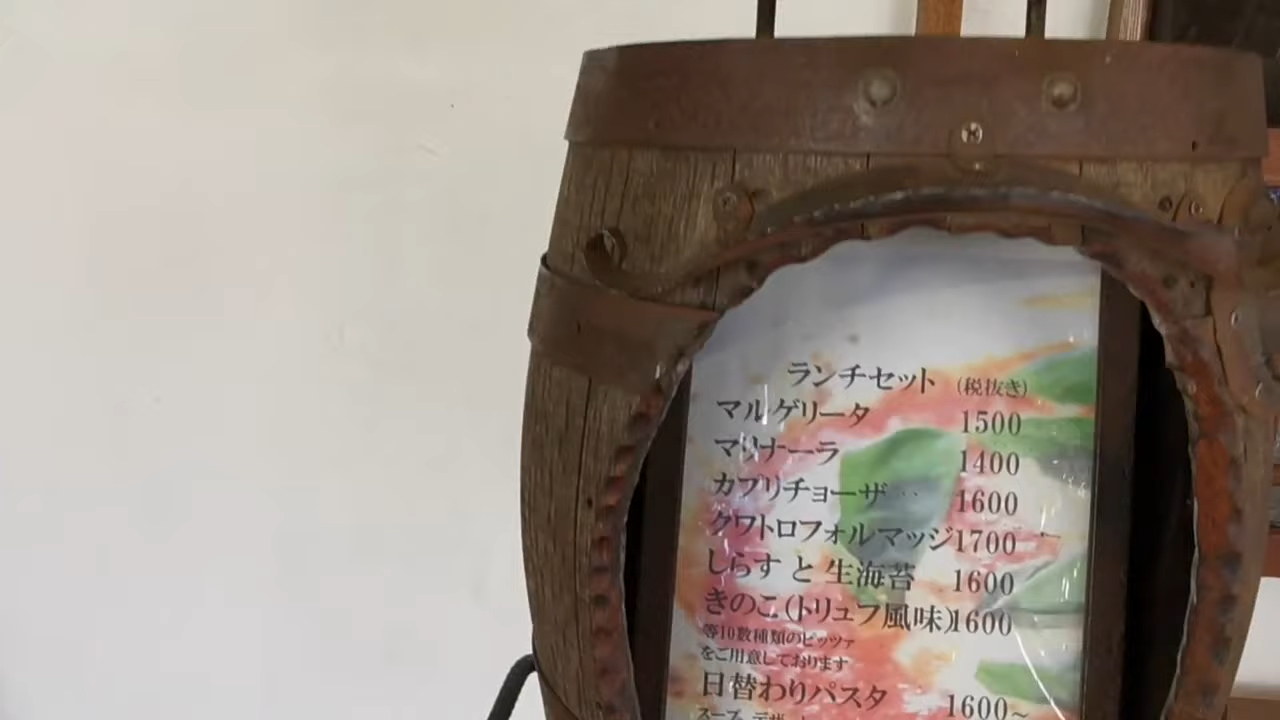 ランチセット (税抜き)
マルゲリータ 1500
マリナーラ 1400
カプリチョーザ‥ 1600
クワトロフォルマッジ1700
しらす と 生海苔 1600
きのこ(トリュフ風味)1600
等10数種類のピッツァ
をご用意しております
日替わりパスタ 1600~